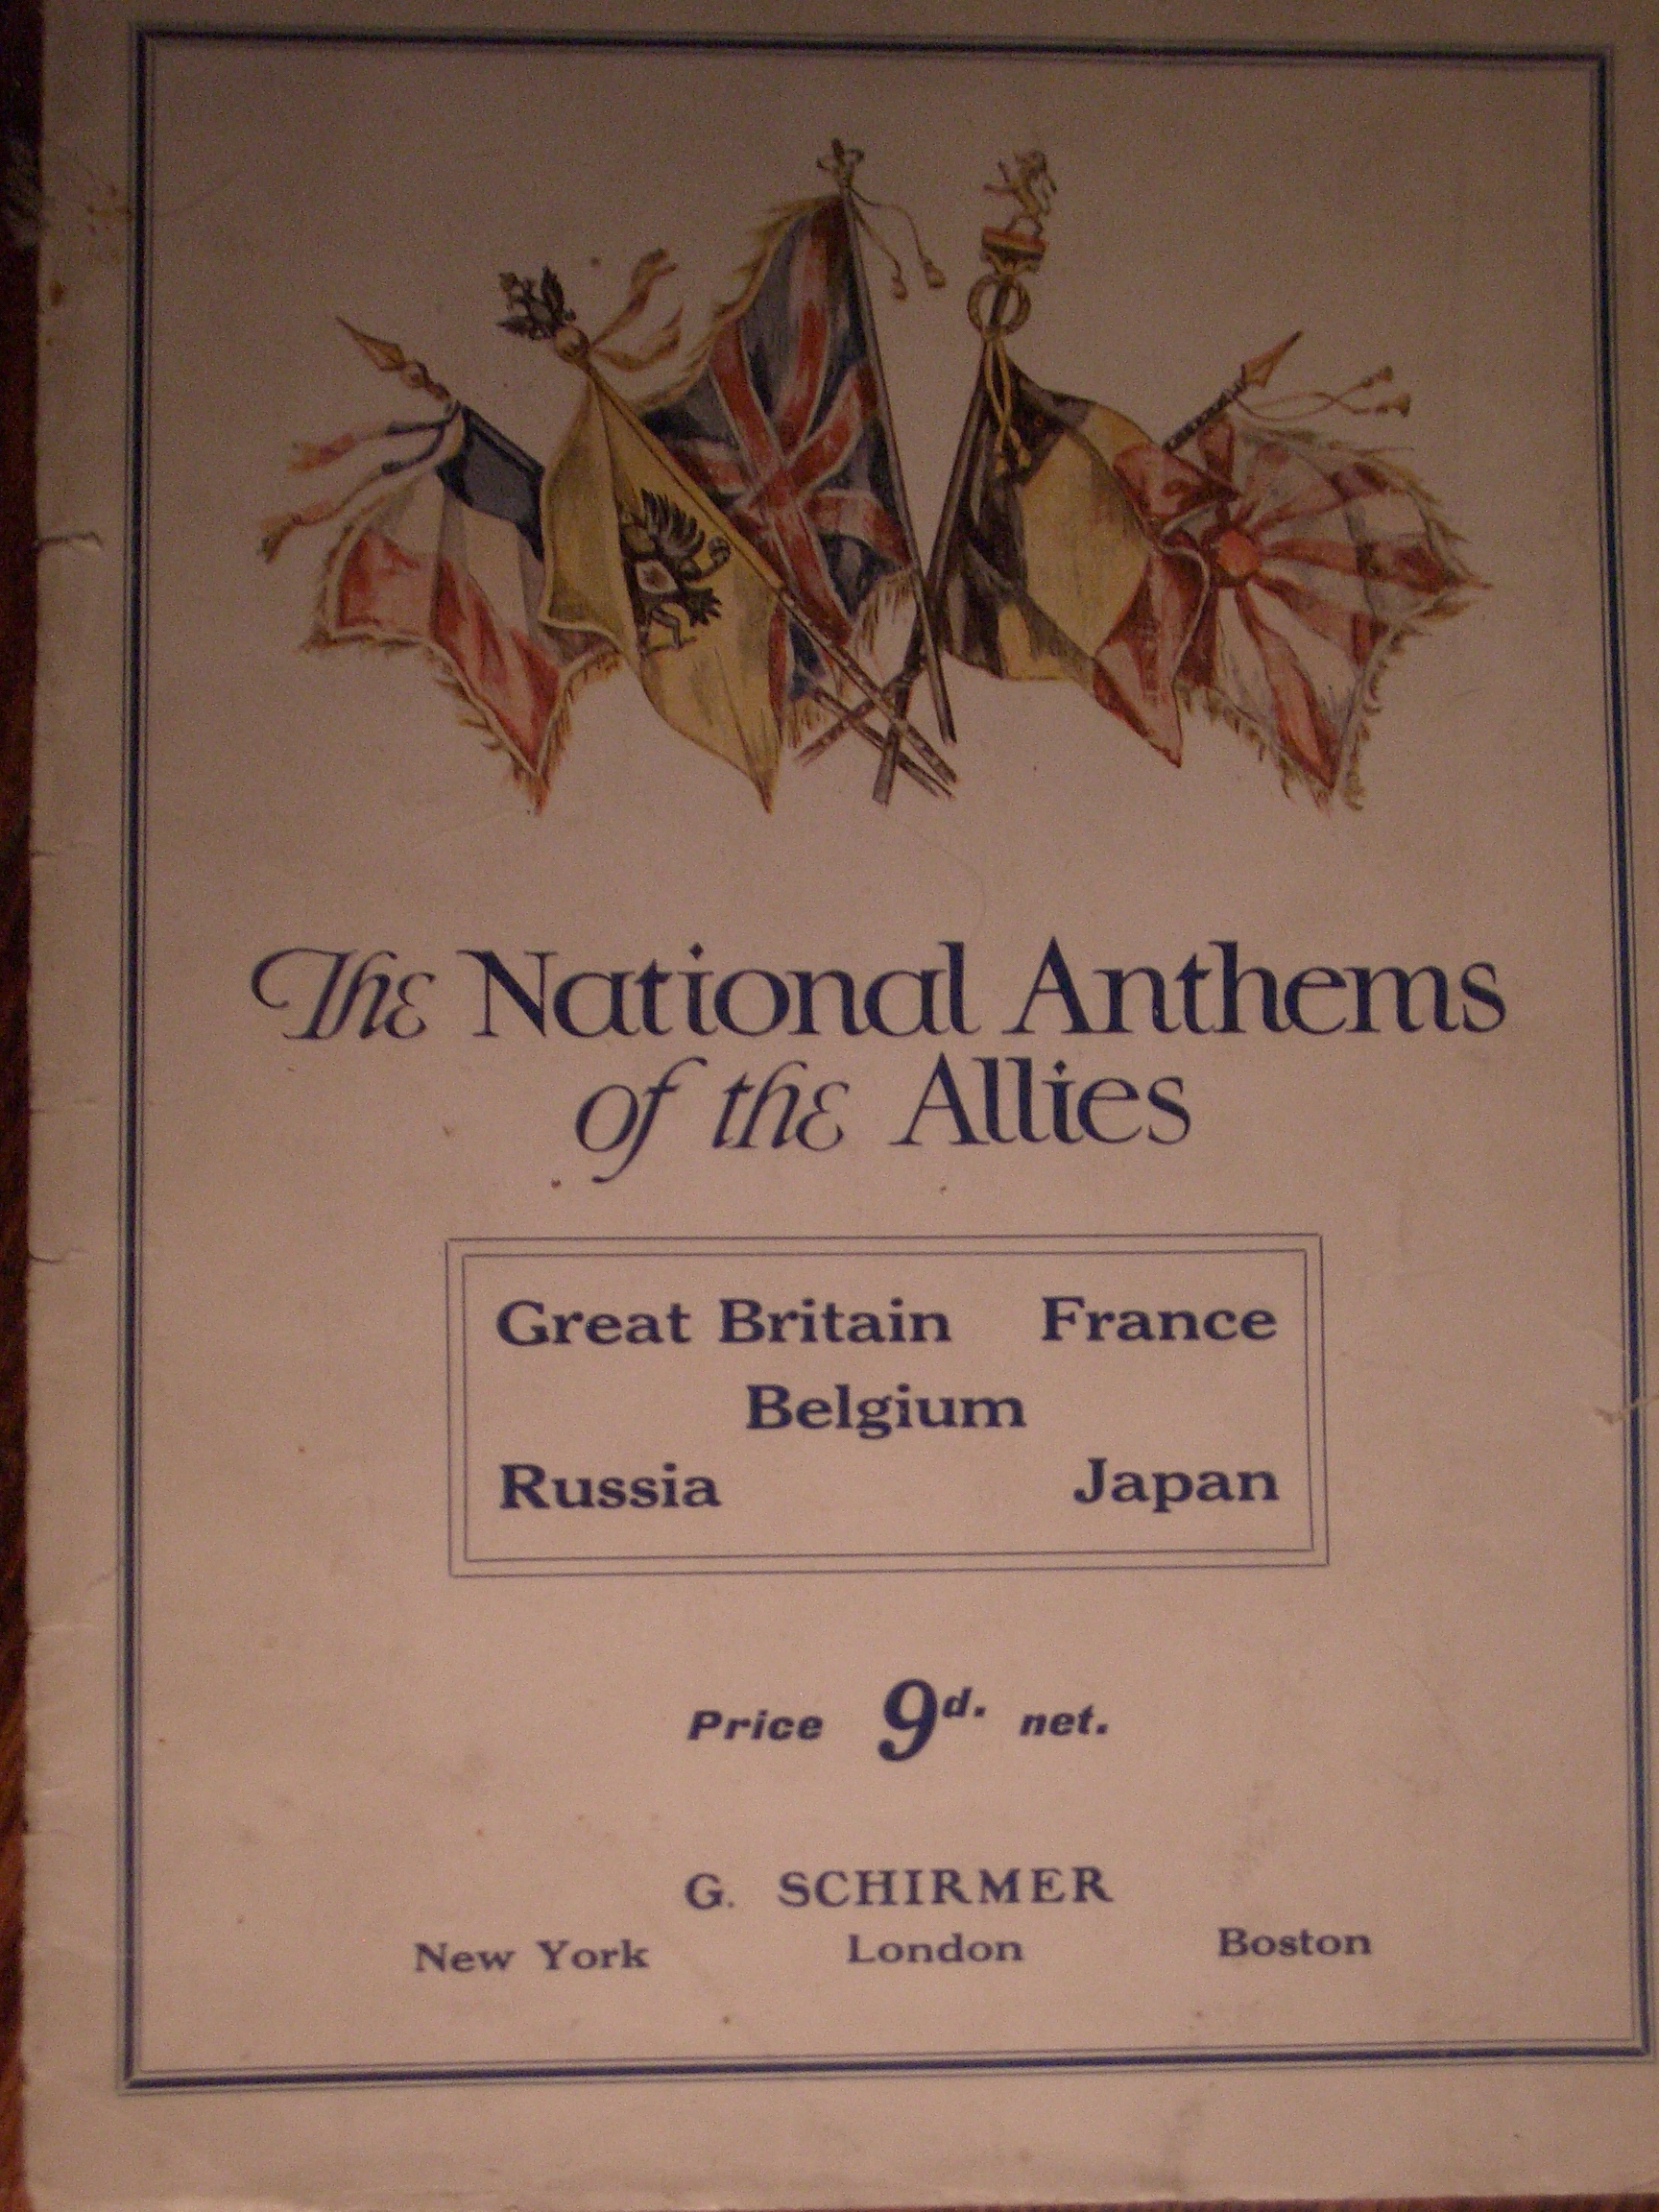 The National Anthems
of the Allies
Great Britain France
Belgium
Russia Japan
Price 9d. net.
G. SCHIRMER
New York London Boston